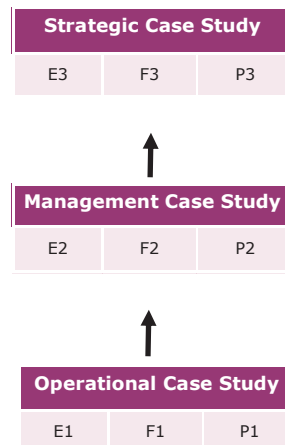 Strategic Case Study
E3 F3 P3
Management Case Study
E2 F2 P2
Operational Case Study
E1 F1 P1